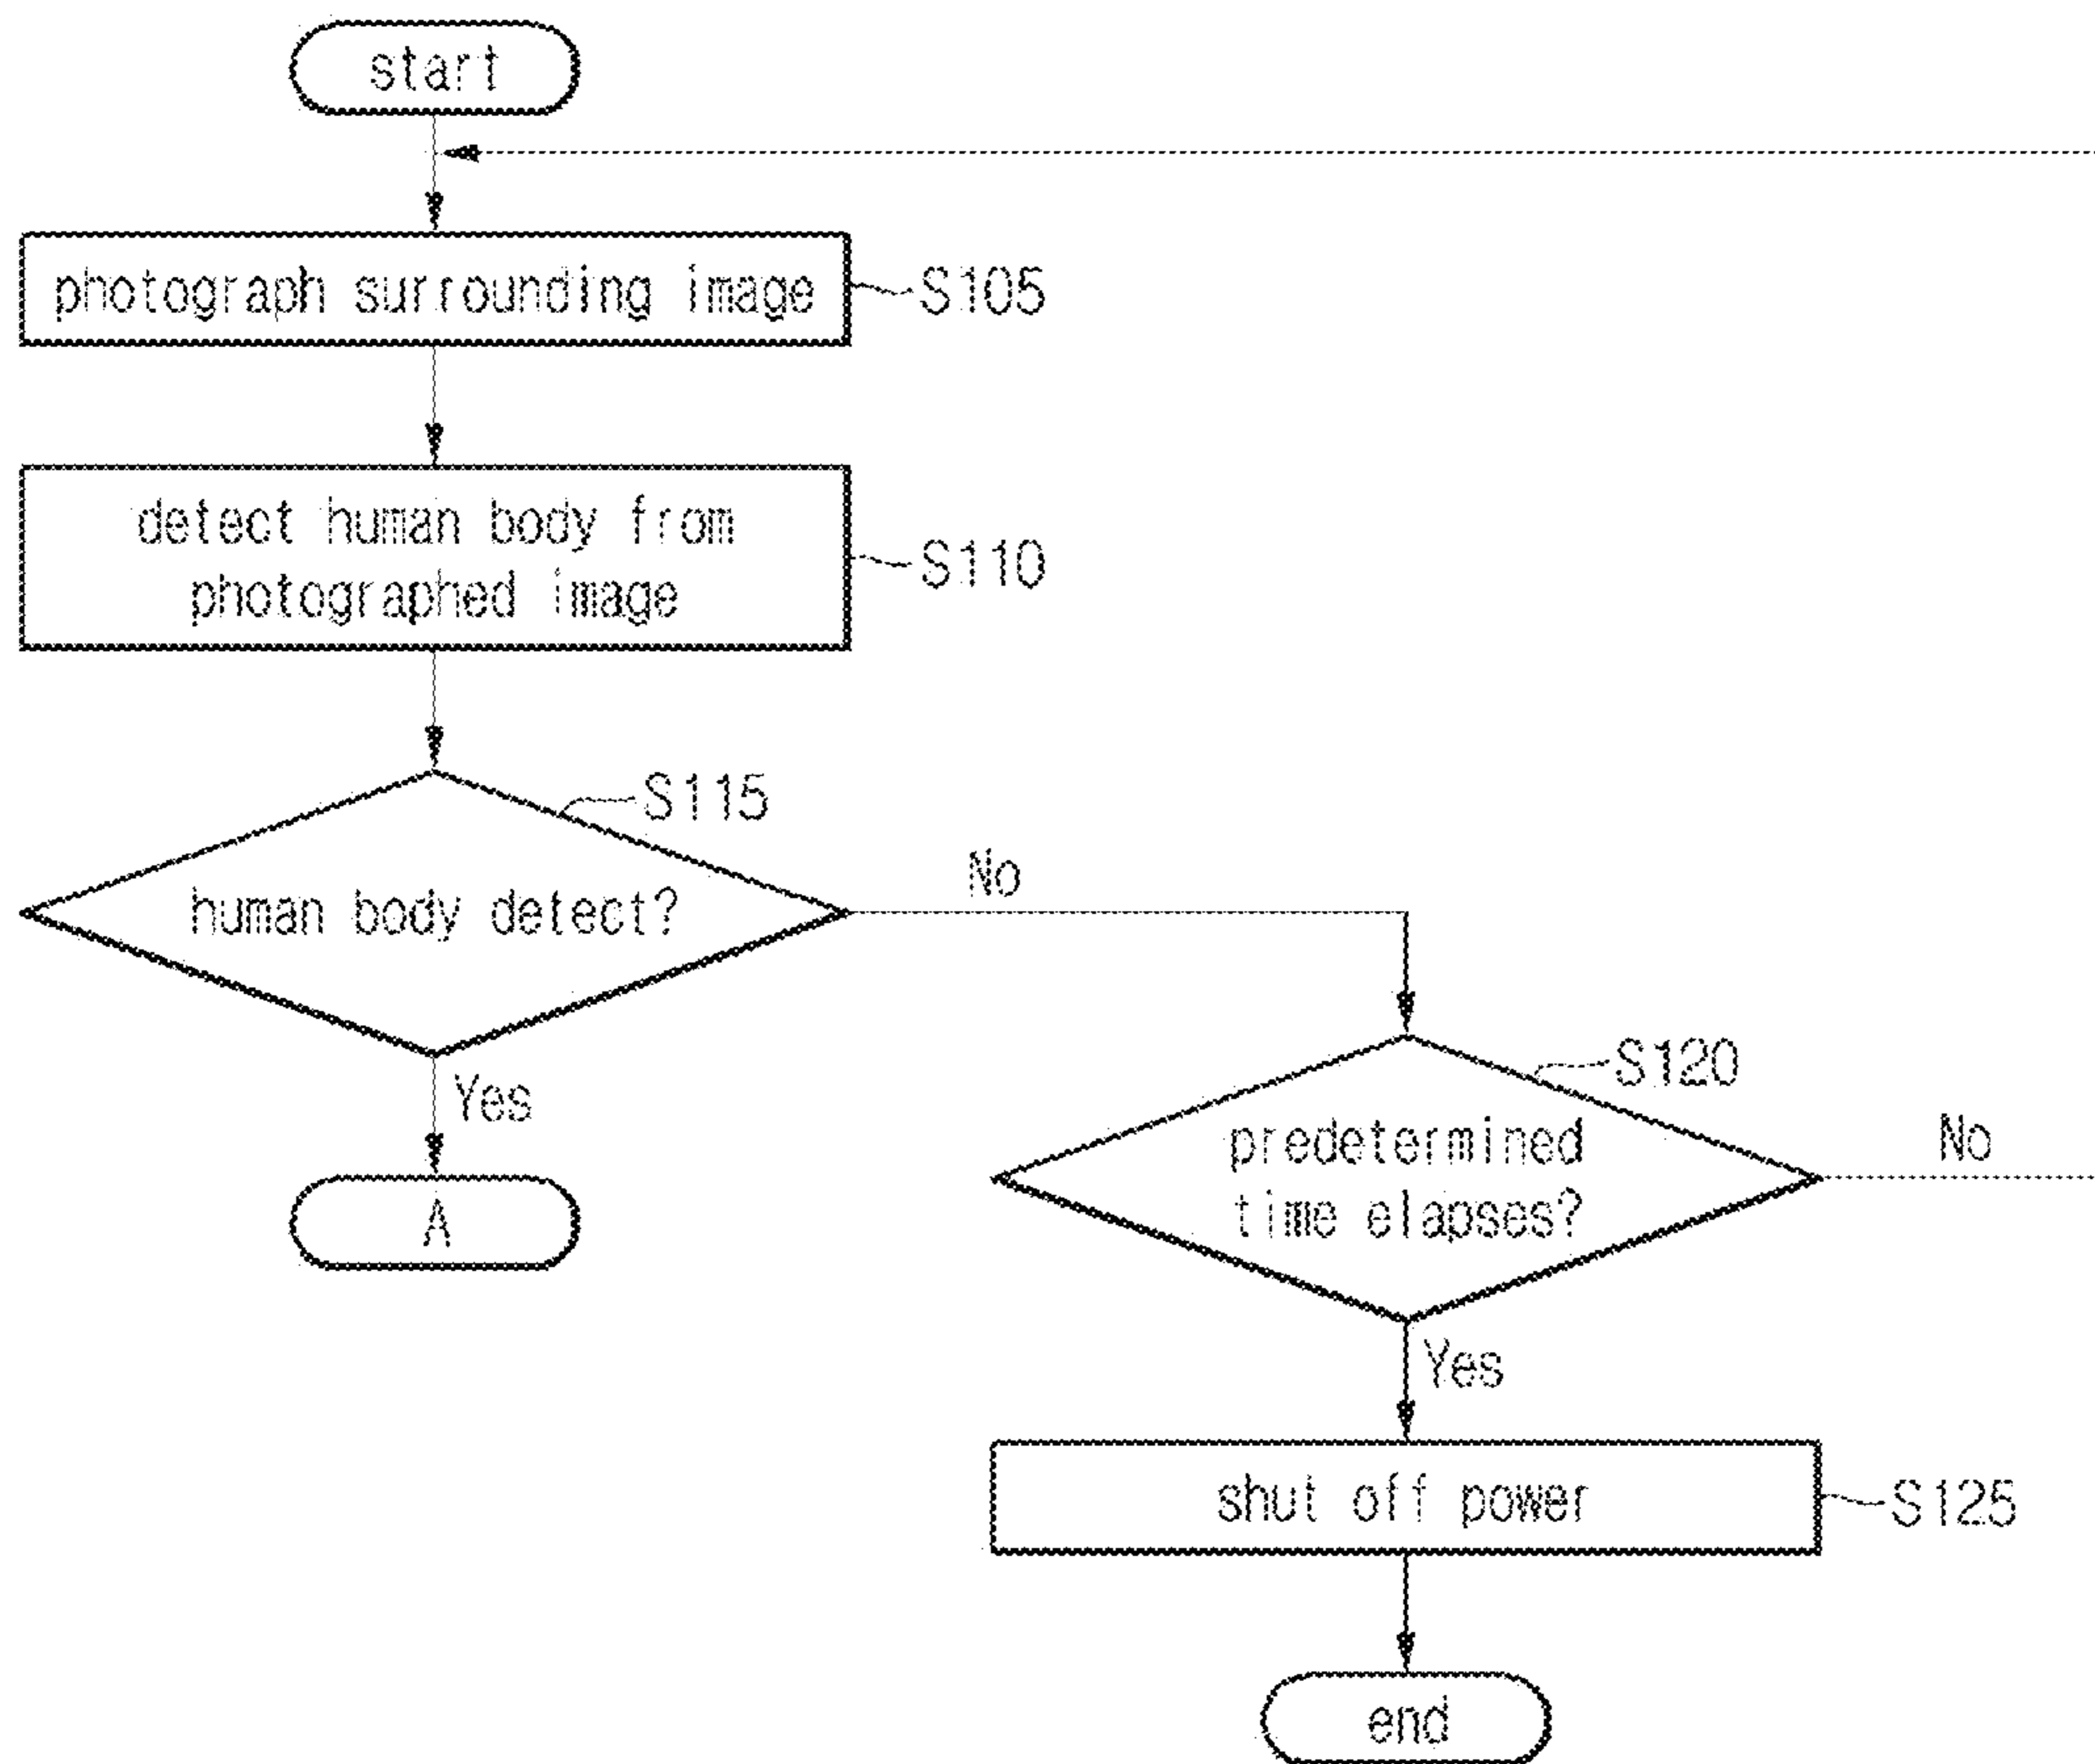 start
photograph surrounding image
S105
detect human body from
photographed image
S110
S115
human body detect?
No
Yes
A
S120
predetermined
time elapses?
No
Yes
shut off power
S125
end